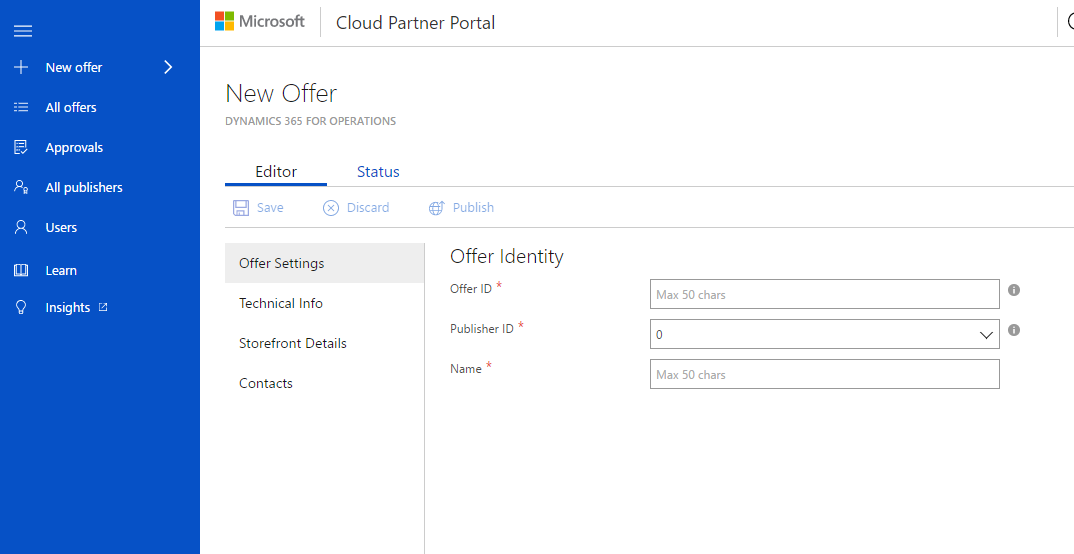 Microsoft
Cloud Partner Portal
New offer
All offers
Approvals
All publishers
Users
Learn
Insights
New Offer
DYNAMICS 365 FOR OPERATIONS
Editor
Status
Save
Discard
Publish
Offer Settings
Technical Info
Storefront Details
Contacts
Offer Identity
Offer ID *
Max 50 chars
Publisher ID *
0
Name *
Max 50 chars